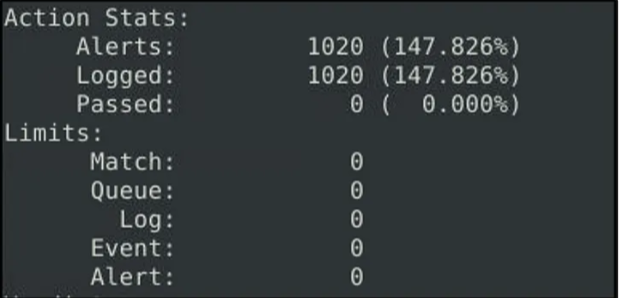 Action Stats:
Alerts: 1020 (147.826%)
Logged: 1020 (147.826%)
Passed: 0 ( 0.000%)
Limits:
Match: 0
Queue: 0
Log: 0
Event: 0
Alert: 0